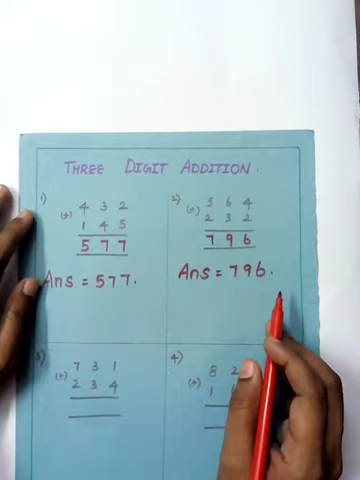 THREE DIGIT ADDITION.
1)
4 3 2
(+)
1 4 5
5 7 7
Ans = 577.
2)
5 6 4
(+)
2 3 2
7 9 6
Ans = 796.
3)
7 3 1
(+)
2 3 4
4)
8 2
(+)
1